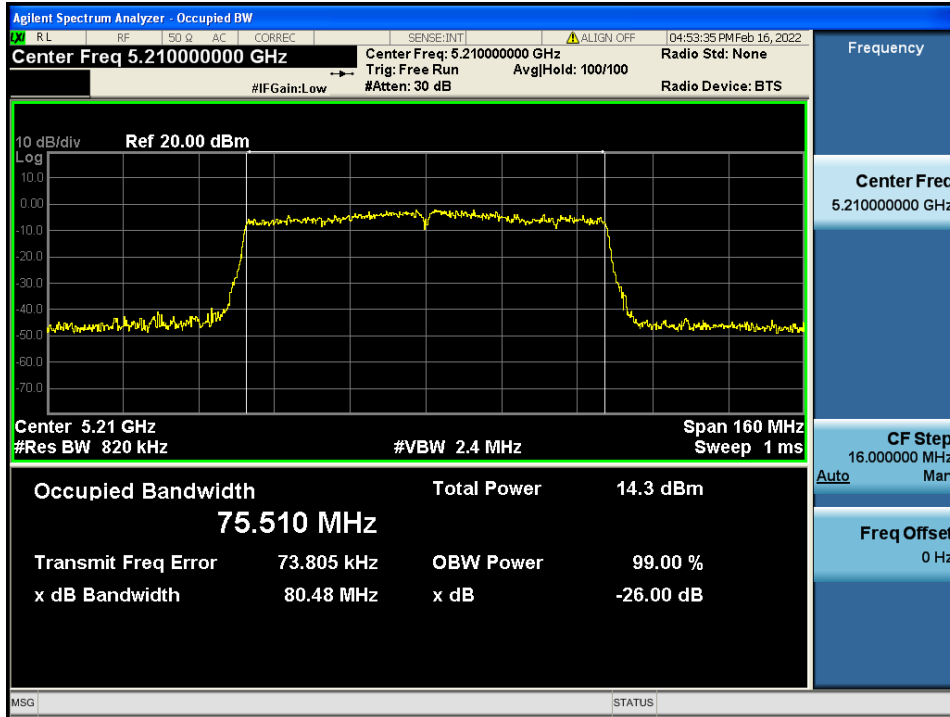 Agilent Spectrum Analyzer - Occupied BW
LXI RL RF 50 Ω AC CORREC SENSE:INT ALIGN OFF 04:53:35 PM Feb 16, 2022
Center Freq 5.210000000 GHz
Center Freq: 5.210000000 GHz
Radio Std: None
Trig: Free Run Avg|Hold: 100/100
#IFGain:Low #Atten: 30 dB Radio Device: BTS
10 dB/div Ref 20.00 dBm
Log
10.0
0.00
-10.0
-20.0
-30.0
-40.0
-50.0
-60.0
-70.0
Center 5.21 GHz Span 160 MHz
#Res BW 820 kHz #VBW 2.4 MHz Sweep 1 ms
Occupied Bandwidth Total Power 14.3 dBm
75.510 MHz
Transmit Freq Error 73.805 kHz OBW Power 99.00 %
x dB Bandwidth 80.48 MHz x dB -26.00 dB
MSG STATUS
Frequency
Center Freq
5.210000000 GHz
CF Step
16.000000 MHz
Auto Man
Freq Offset
0 Hz